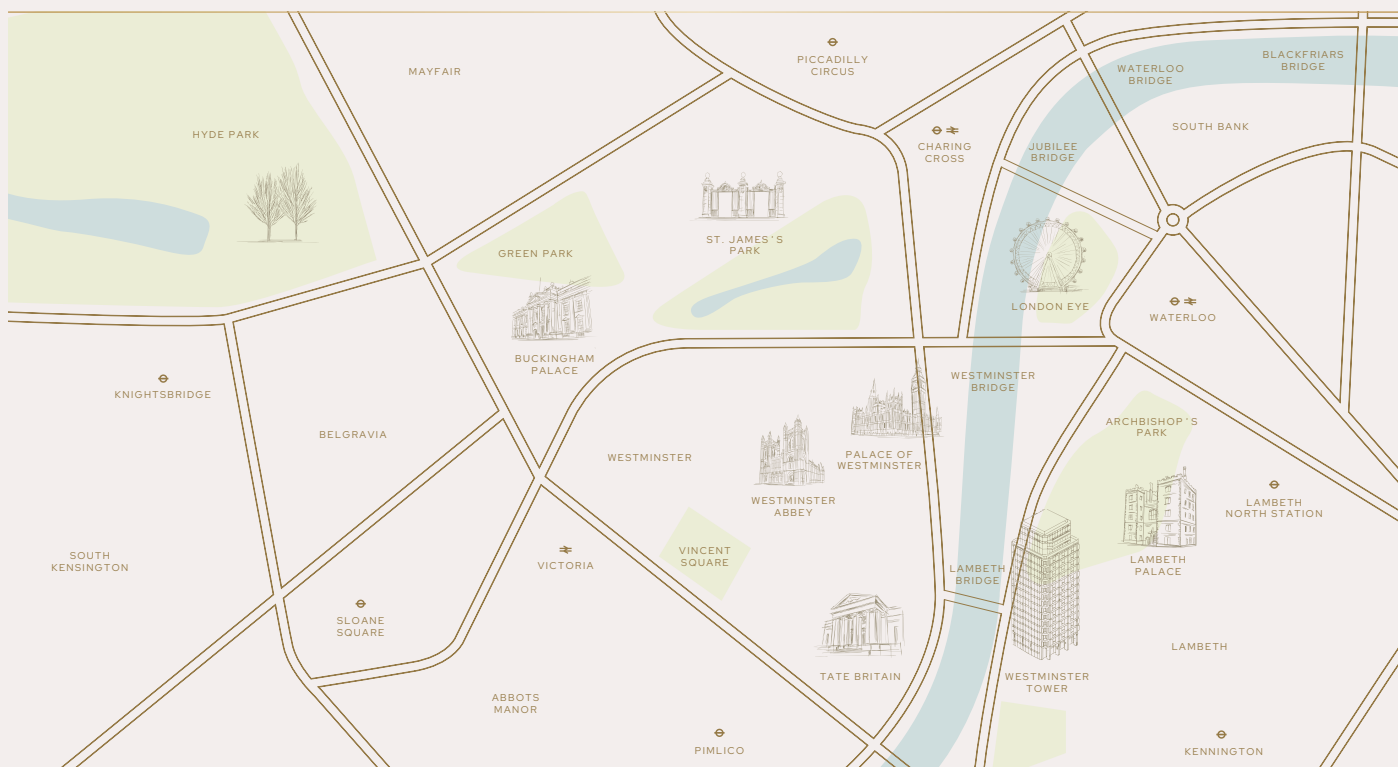 PICCADILLY
CIRCUS
MAYFAIR
BLACKFRIARS
BRIDGE
WATERLOO
BRIDGE
HYDE PARK
SOUTH BANK
CHARING
CROSS
JUBILEE
BRIDGE
ST. JAMES'S
PARK
GREEN PARK
LONDON EYE
WATERLOO
BUCKINGHAM
PALACE
WESTMINSTER
BRIDGE
KNIGHTSBRIDGE
ARCHBISHOP'S
PARK
BELGRAVIA
WESTMINSTER
PALACE OF
WESTMINSTER
WESTMINSTER
ABBEY
LAMBETH
NORTH STATION
SOUTH
KENSINGTON
VINCENT
SQUARE
VICTORIA
LAMBETH
BRIDGE
LAMBETH
PALACE
SLOANE
SQUARE
LAMBETH
TATE BRITAIN
WESTMINSTER
TOWER
ABBOTS
MANOR
PIMLICO
KENNINGTON